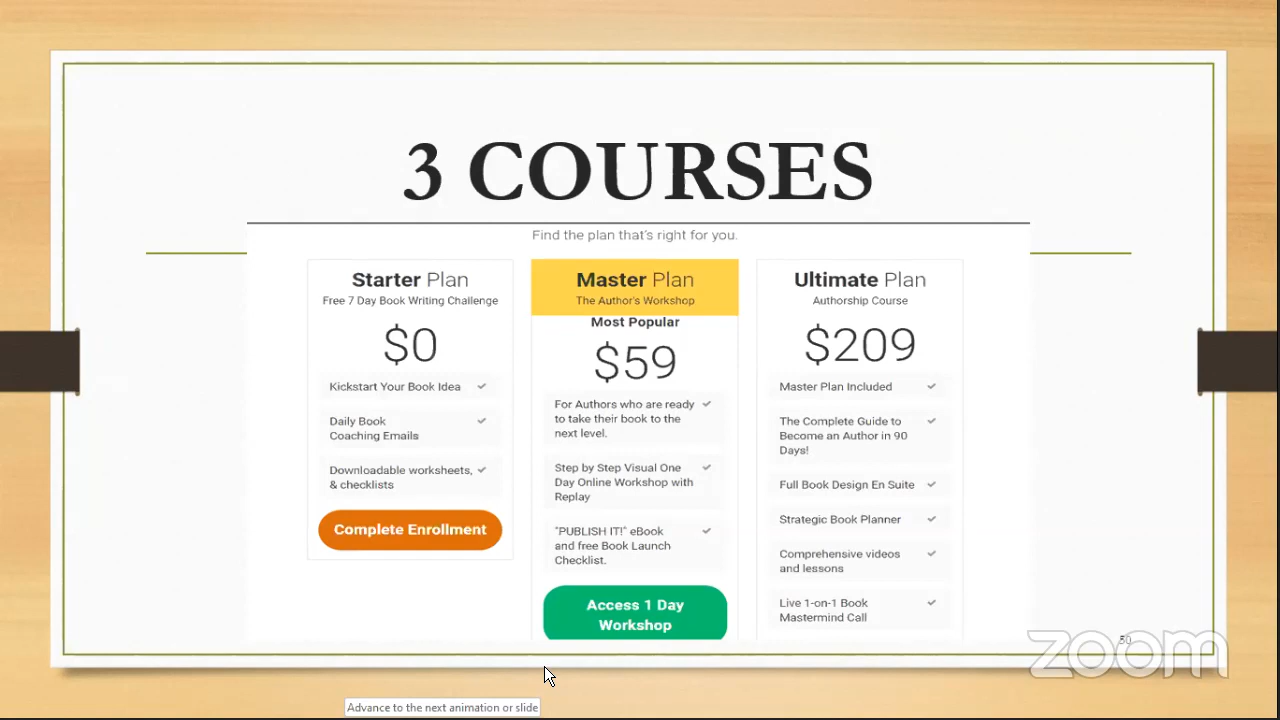 3 COURSES
Find the plan that's right for you.
Starter Plan
Free 7 Day Book Writing Challenge
$0
Kickstart Your Book Idea
Daily Book
Coaching Emails
Downloadable worksheets,
& checklists
Complete Enrollment
Master Plan
The Author's Workshop
Most Popular
$59
For Authors who are ready
to take their book to the
next level.
Step by Step Visual One
Day Online Workshop with
Replay
"PUBLISH IT!" eBook
and free Book Launch
Checklist.
Access 1 Day
Workshop
Ultimate Plan
Authorship Course
$209
Master Plan Included
The Complete Guide to
Become an Author in 90
Days!
Full Book Design En Suite
Strategic Book Planner
Comprehensive videos
and lessons
Live 1-on-1 Book
Mastermind Call
50
zoom
Advance to the next animation or slide